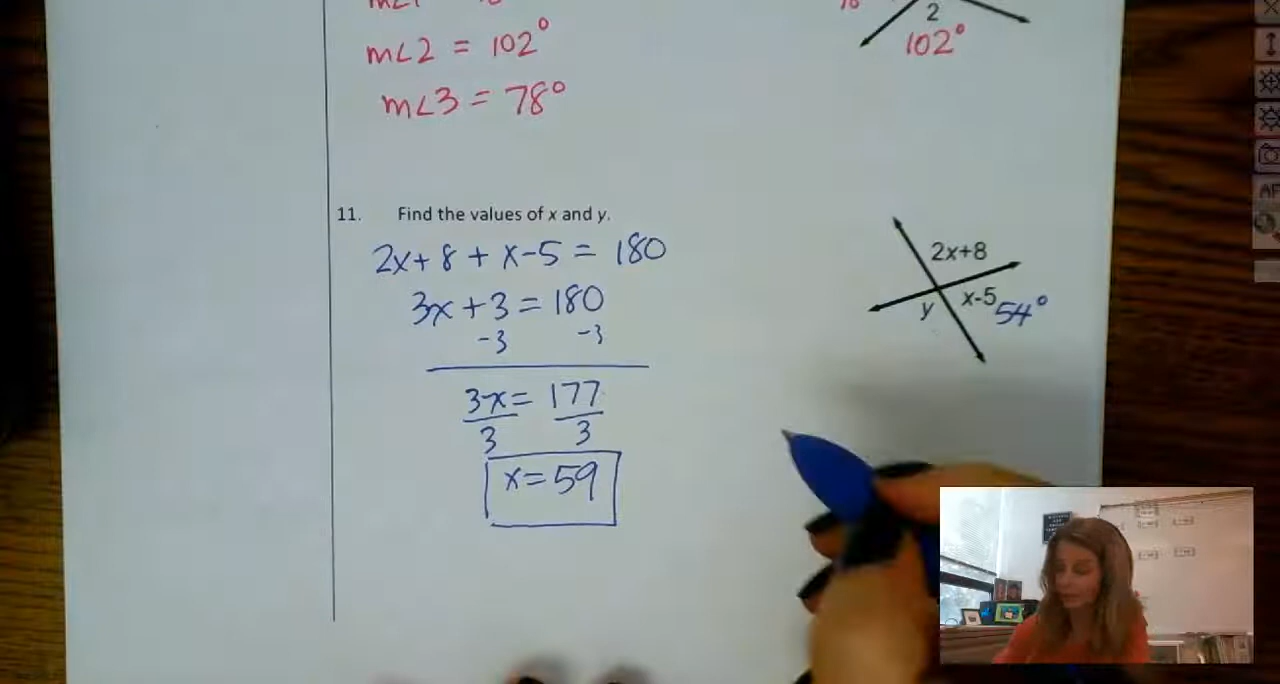 m∠2 = 102°
m∠3 = 78°
2
102°
11. Find the values of x and y.
2x+8 + x-5 = 180
3x + 3 = 180
-3 -3
3x = 177
3 3
x = 59
2x+8
x-5 54°
y
AF